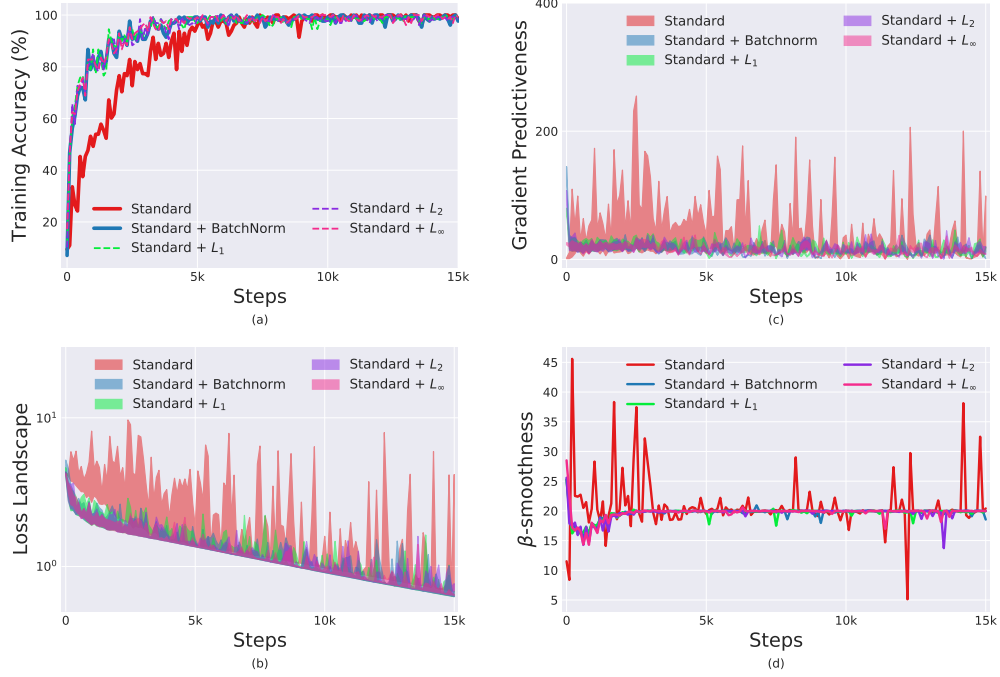 Training Accuracy (%)
100
80
60
40
20
Standard
Standard + BatchNorm
Standard + L₁
Standard + L₂
Standard + L∞
0
5k
10k
15k
Steps
(a)
Gradient Predictiveness
400
200
0
Standard
Standard + Batchnorm
Standard + L₁
Standard + L₂
Standard + L∞
0
5k
10k
15k
Steps
(c)
Loss Landscape
10¹
10⁰
Standard
Standard + Batchnorm
Standard + L₁
Standard + L₂
Standard + L∞
0
5k
10k
15k
Steps
(b)
β-smoothness
45
40
35
30
25
20
15
10
5
Standard
Standard + Batchnorm
Standard + L₁
Standard + L₂
Standard + L∞
0
5k
10k
15k
Steps
(d)